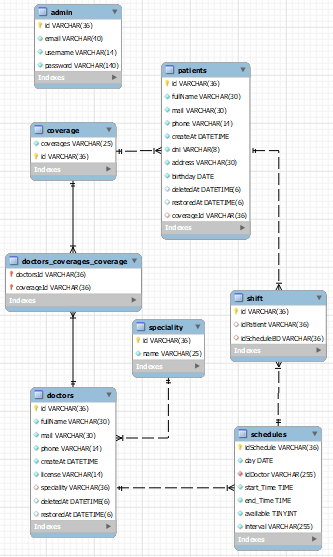 admin
id VARCHAR(36)
email VARCHAR(40)
username VARCHAR(14)
password VARCHAR(140)
Indexes
patients
id VARCHAR(36)
fullName VARCHAR(30)
mail VARCHAR(30)
phone VARCHAR(14)
createAt DATETIME
dni VARCHAR(8)
address VARCHAR(30)
birthday DATE
deletedAt DATETIME(6)
restoredAt DATETIME(6)
coverageId VARCHAR(36)
Indexes
coverage
coverages VARCHAR(25)
id VARCHAR(36)
Indexes
doctors_coverages_coverage
doctorsId VARCHAR(36)
coverageId VARCHAR(36)
Indexes
speciality
id VARCHAR(36)
name VARCHAR(25)
Indexes
shift
id VARCHAR(36)
idPatient VARCHAR(36)
idScheduleBD VARCHAR(36)
Indexes
doctors
id VARCHAR(36)
fullName VARCHAR(30)
mail VARCHAR(30)
phone VARCHAR(14)
createAt DATETIME
license VARCHAR(14)
speciality VARCHAR(36)
deletedAt DATETIME(6)
restoredAt DATETIME(6)
Indexes
schedules
idSchedule VARCHAR(36)
day DATE
idDoctor VARCHAR(255)
start_Time TIME
end_Time TIME
available TINYINT
interval VARCHAR(255)
Indexes